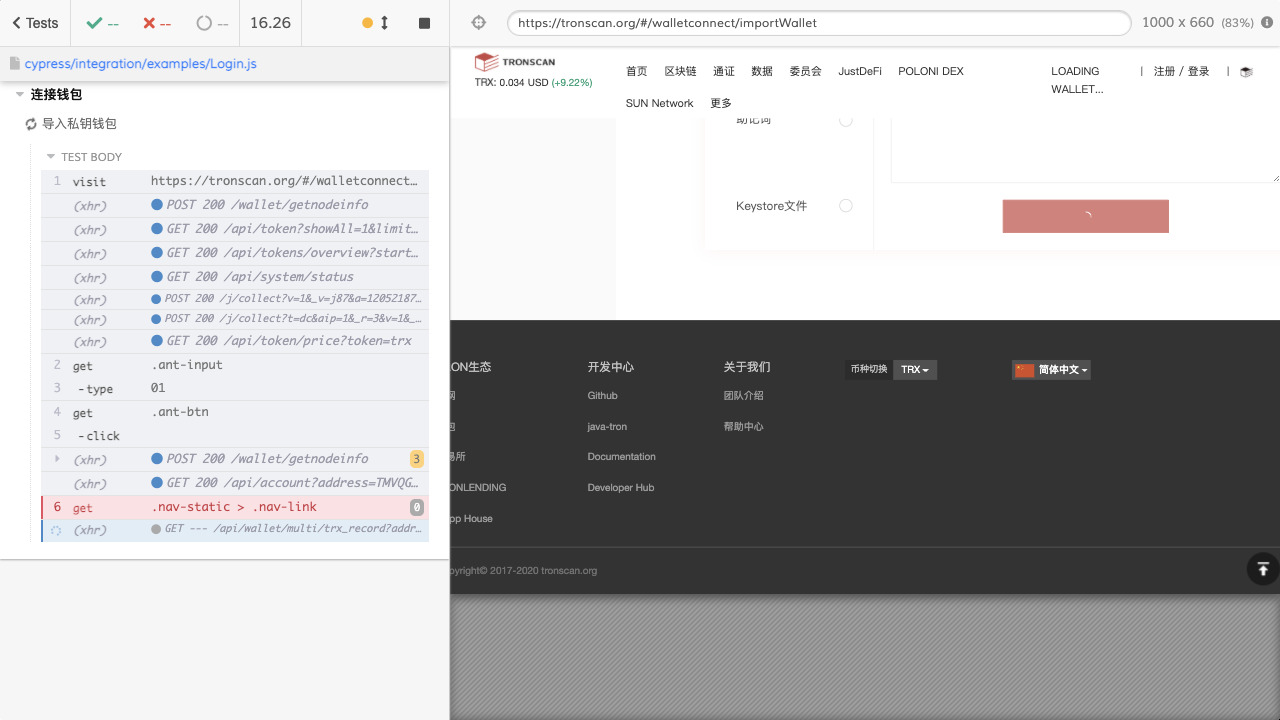 Tests
--
--
--
16.26
https://tronscan.org/#/walletconnect/importWallet
1000 x 660 (83%)
cypress/integration/examples/Login.js
连接钱包
导入私钥钱包
TEST BODY
1 visit https://tronscan.org/#/walletconnect…
(xhr) POST 200 /wallet/getnodeinfo
(xhr) GET 200 /api/token?showAll=1&limit…
(xhr) GET 200 /api/tokens/overview?start…
(xhr) GET 200 /api/system/status
(xhr) POST 200 /j/collect?v=1&_v=j87&a=12052187…
(xhr) POST 200 /j/collect?t=dc&aip=1&_r=3&v=1&_…
(xhr) GET 200 /api/token/price?token=trx
2 get .ant-input
3 -type 01
4 get .ant-btn
5 -click
(xhr) POST 200 /wallet/getnodeinfo 3
(xhr) GET 200 /api/account?address=TMVQG…
6 get .nav-static > .nav-link 0
(xhr) GET --- /api/wallet/multi/trx_record?addr…
TRONSCAN
TRX: 0.034 USD (+9.22%)
首页 区块链 通证 数据 委员会 JustDeFi POLONI DEX
SUN Network 更多
LOADING
WALLET...
| 注册 / 登录 |
助记词
Keystore文件
ON生态
开发中心
关于我们
币种切换 TRX
简体中文
网
Github
团队介绍
包
java-tron
帮助中心
易所
Documentation
ONLENDING
Developer Hub
pp House
pyright© 2017-2020 tronscan.org